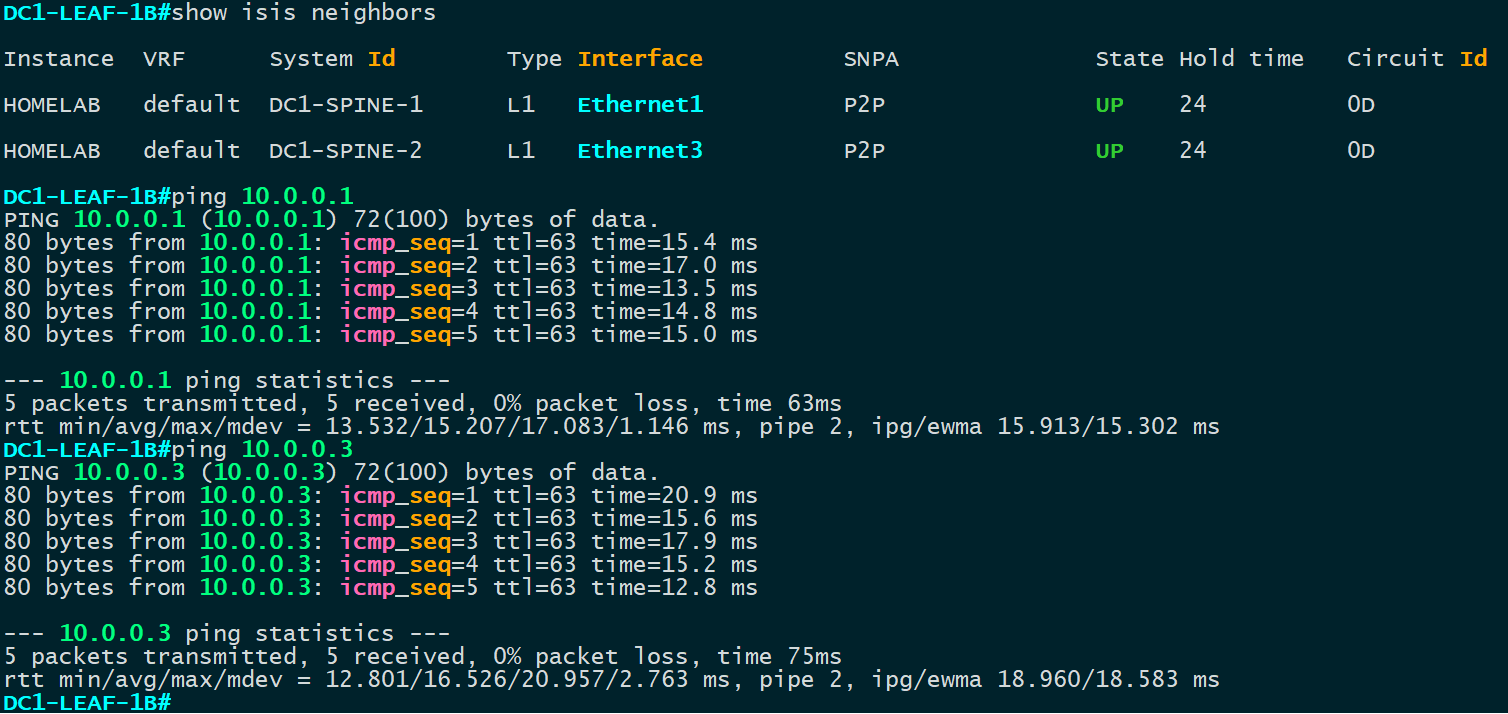 DC1-LEAF-1B#show isis neighbors
Instance VRF System Id Type Interface SNPA State Hold time Circuit Id
HOMELAB default DC1-SPINE-1 L1 Ethernet1 P2P UP 24 0D
HOMELAB default DC1-SPINE-2 L1 Ethernet3 P2P UP 24 0D
DC1-LEAF-1B#ping 10.0.0.1
PING 10.0.0.1 (10.0.0.1) 72(100) bytes of data.
80 bytes from 10.0.0.1: icmp_seq=1 ttl=63 time=15.4 ms
80 bytes from 10.0.0.1: icmp_seq=2 ttl=63 time=17.0 ms
80 bytes from 10.0.0.1: icmp_seq=3 ttl=63 time=13.5 ms
80 bytes from 10.0.0.1: icmp_seq=4 ttl=63 time=14.8 ms
80 bytes from 10.0.0.1: icmp_seq=5 ttl=63 time=15.0 ms
--- 10.0.0.1 ping statistics ---
5 packets transmitted, 5 received, 0% packet loss, time 63ms
rtt min/avg/max/mdev = 13.532/15.207/17.083/1.146 ms, pipe 2, ipg/ewma 15.913/15.302 ms
DC1-LEAF-1B#ping 10.0.0.3
PING 10.0.0.3 (10.0.0.3) 72(100) bytes of data.
80 bytes from 10.0.0.3: icmp_seq=1 ttl=63 time=20.9 ms
80 bytes from 10.0.0.3: icmp_seq=2 ttl=63 time=15.6 ms
80 bytes from 10.0.0.3: icmp_seq=3 ttl=63 time=17.9 ms
80 bytes from 10.0.0.3: icmp_seq=4 ttl=63 time=15.2 ms
80 bytes from 10.0.0.3: icmp_seq=5 ttl=63 time=12.8 ms
--- 10.0.0.3 ping statistics ---
5 packets transmitted, 5 received, 0% packet loss, time 75ms
rtt min/avg/max/mdev = 12.801/16.526/20.957/2.763 ms, pipe 2, ipg/ewma 18.960/18.583 ms
DC1-LEAF-1B#